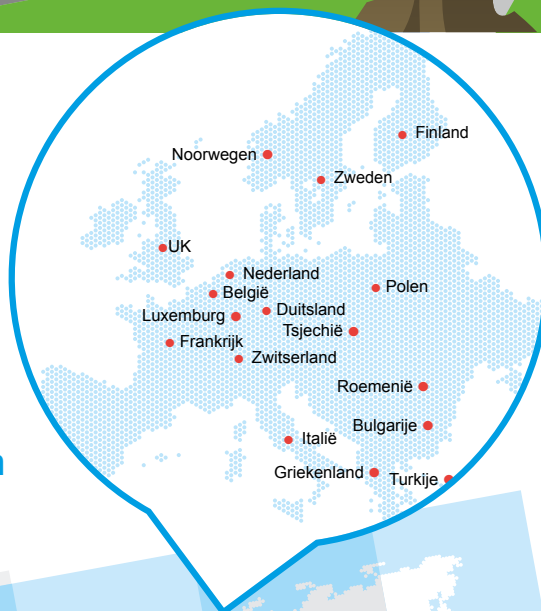 Finland
Noorwegen
Zweden
UK
Nederland
België
Polen
Luxemburg
Duitsland
Tsjechië
Frankrijk
Zwitserland
Roemenië
Bulgarije
Italië
Griekenland
Turkije